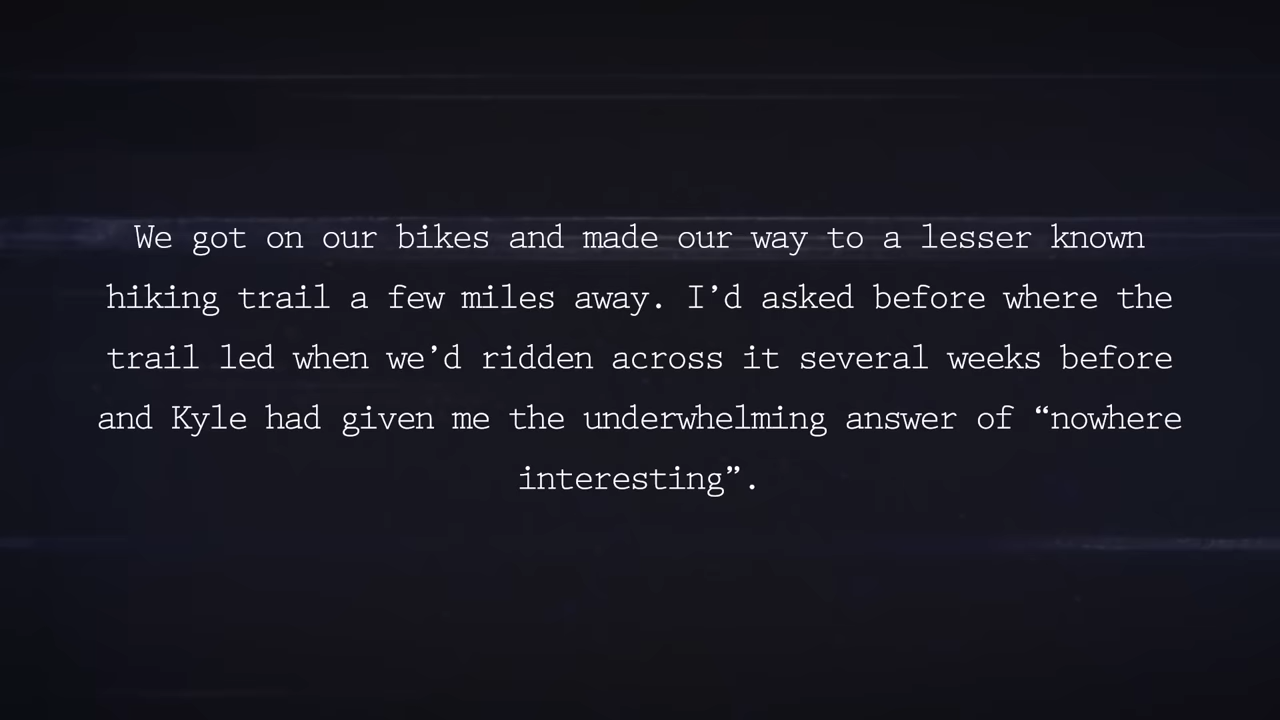 We got on our bikes and made our way to a lesser known
hiking trail a few miles away. I’d asked before where the
trail led when we’d ridden across it several weeks before
and Kyle had given me the underwhelming answer of “nowhere
interesting”.